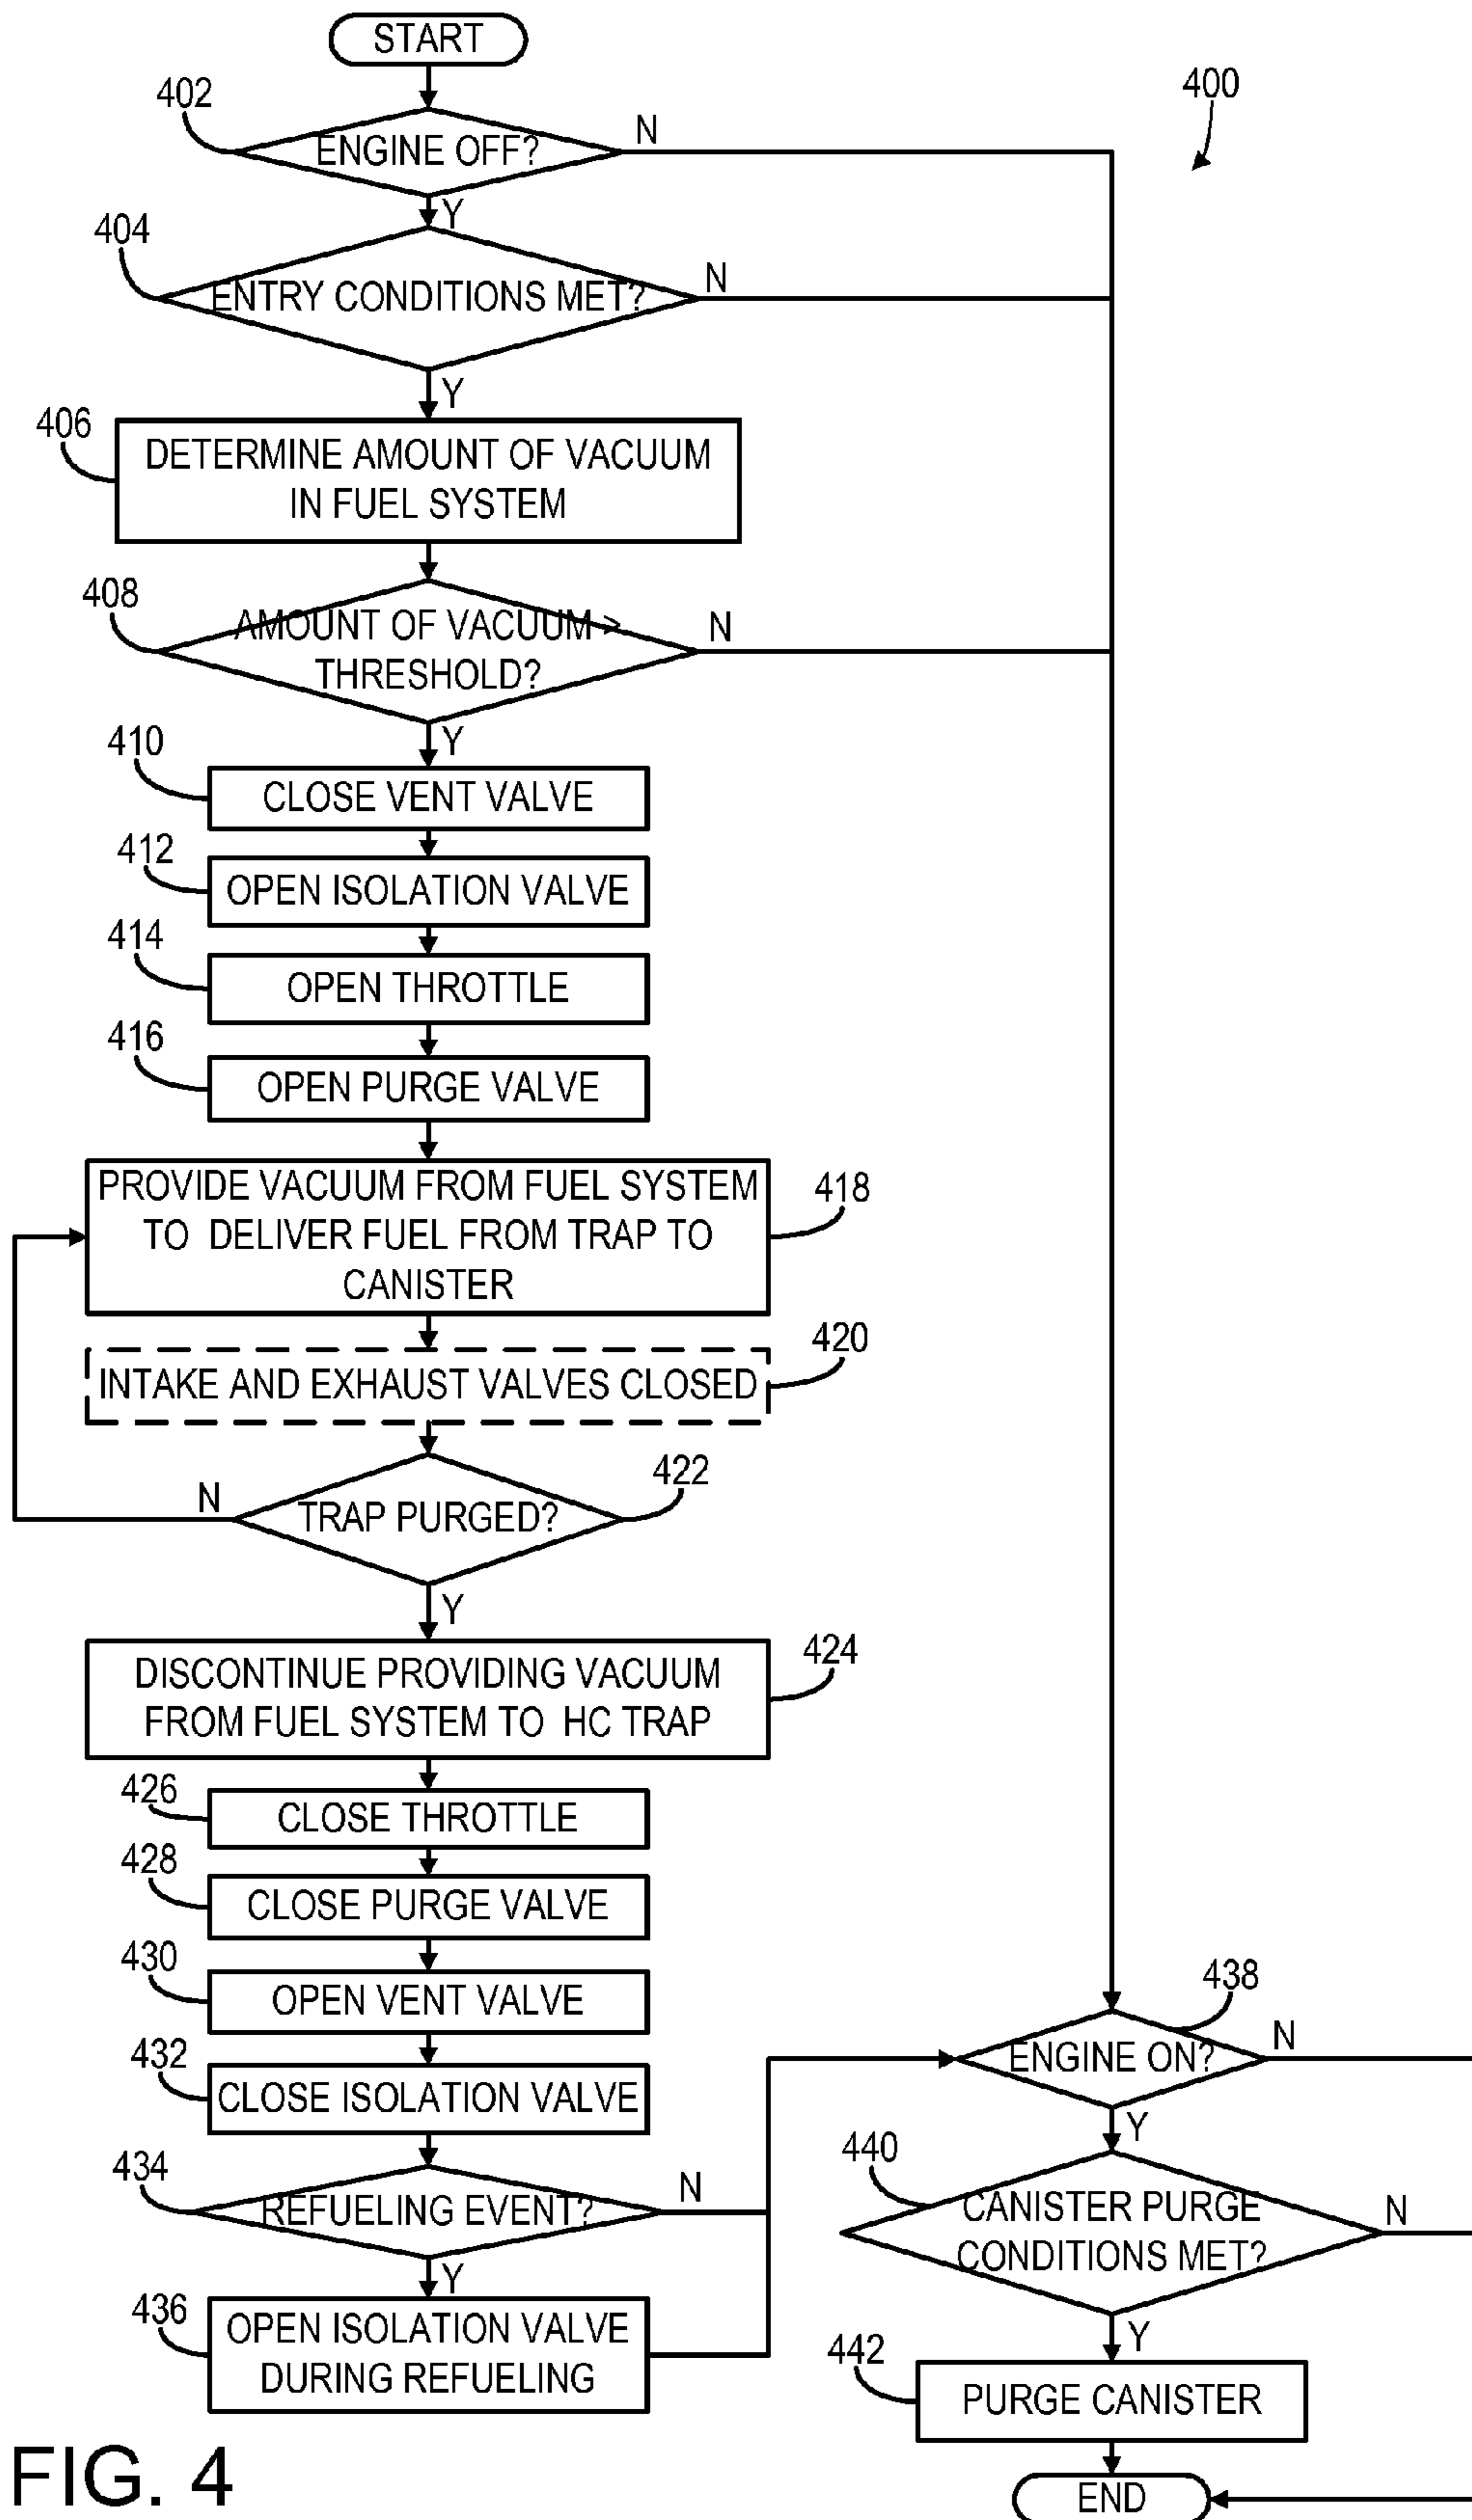 START
402
400
ENGINE OFF?
N
Y
404
ENTRY CONDITIONS MET?
N
Y
406
DETERMINE AMOUNT OF VACUUM
IN FUEL SYSTEM
408
AMOUNT OF VACUUM >
THRESHOLD?
N
Y
410
CLOSE VENT VALVE
412
OPEN ISOLATION VALVE
414
OPEN THROTTLE
416
OPEN PURGE VALVE
PROVIDE VACUUM FROM FUEL SYSTEM
TO DELIVER FUEL FROM TRAP TO
CANISTER
418
420
INTAKE AND EXHAUST VALVES CLOSED
422
TRAP PURGED?
N
Y
DISCONTINUE PROVIDING VACUUM
FROM FUEL SYSTEM TO HC TRAP
424
426
CLOSE THROTTLE
428
CLOSE PURGE VALVE
430
OPEN VENT VALVE
432
CLOSE ISOLATION VALVE
434
REFUELING EVENT?
N
Y
436
OPEN ISOLATION VALVE
DURING REFUELING
438
ENGINE ON?
N
Y
440
CANISTER PURGE
CONDITIONS MET?
N
Y
442
PURGE CANISTER
END
FIG. 4